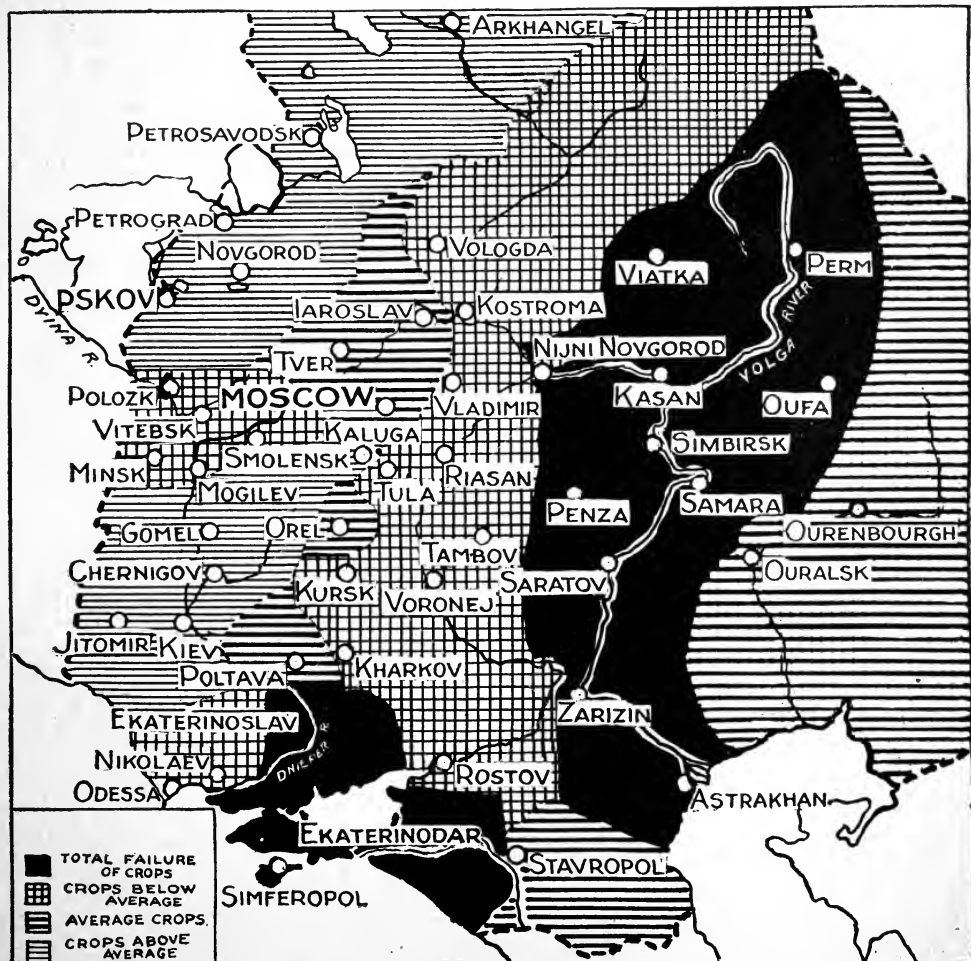 ARKHANGEL
PETROSAVODSK
PETROGRAD
NOVGOROD
VOLOGDA
VIATKA
PERM
PSKOV
DVINA R.
IAROSLAV
KOSTROMA
RIVER
VOLGA
TVER
NIJNI NOVGOROD
POLOZK
MOSCOW
VLADIMIR
KASAN
OUFA
VITEBSK
KALUGA
SIMBIRSK
MINSK
SMOLENSK
RIASAN
MOGILEV
TULA
SAMARA
PENZA
GOMEL
OREL
OURENBOURGH
TAMBOV
CHERNIGOV
KURSK
VORONEJ
SARATOV
OURALSK
JITOMIR
KIEV
KHARKOV
POLTAVA
EKATERINOSLAV
ZARIZIN
DNIEPER R.
NIKOLAEV
ROSTOV
ODESSA
ASTRAKHAN
EKATERINODAR
STAVROPOL
SIMFEROPOL
TOTAL FAILURE
OF CROPS
CROPS BELOW
AVERAGE
AVERAGE CROPS.
CROPS ABOVE
AVERAGE